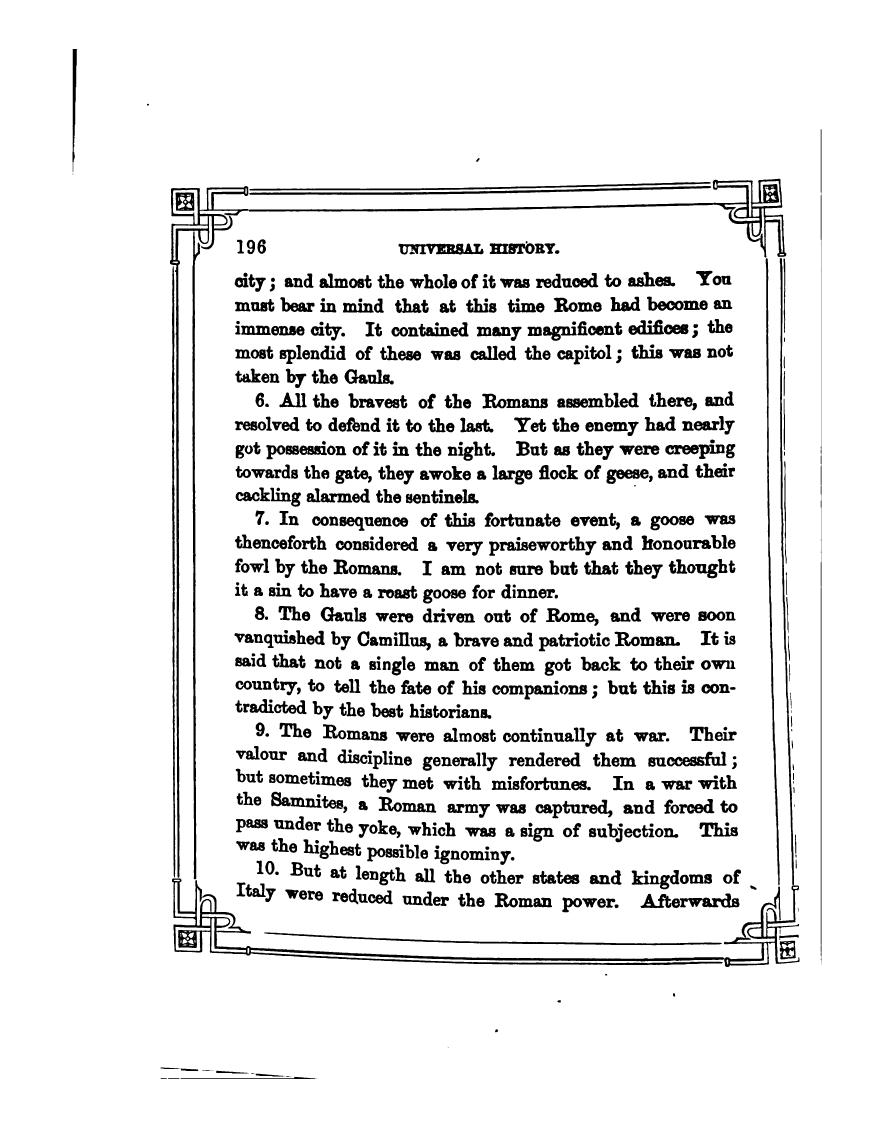 196 UNIVERSAL HISTORY.
city; and almost the whole of it was reduced to ashes. You
must bear in mind that at this time Rome had become an
immense city. It contained many magnificent edifices; the
most splendid of these was called the capitol; this was not
taken by the Gauls.
6. All the bravest of the Romans assembled there, and
resolved to defend it to the last. Yet the enemy had nearly
got possession of it in the night. But as they were creeping
towards the gate, they awoke a large flock of geese, and their
cackling alarmed the sentinels.
7. In consequence of this fortunate event, a goose was
thenceforth considered a very praiseworthy and honourable
fowl by the Romans. I am not sure but that they thought
it a sin to have a roast goose for dinner.
8. The Gauls were driven out of Rome, and were soon
vanquished by Camillus, a brave and patriotic Roman. It is
said that not a single man of them got back to their own
country, to tell the fate of his companions; but this is con-
tradicted by the best historians.
9. The Romans were almost continually at war. Their
valour and discipline generally rendered them successful;
but sometimes they met with misfortunes. In a war with
the Samnites, a Roman army was captured, and forced to
pass under the yoke, which was a sign of subjection. This
was the highest possible ignominy.
10. But at length all the other states and kingdoms of
Italy were reduced under the Roman power. Afterwards